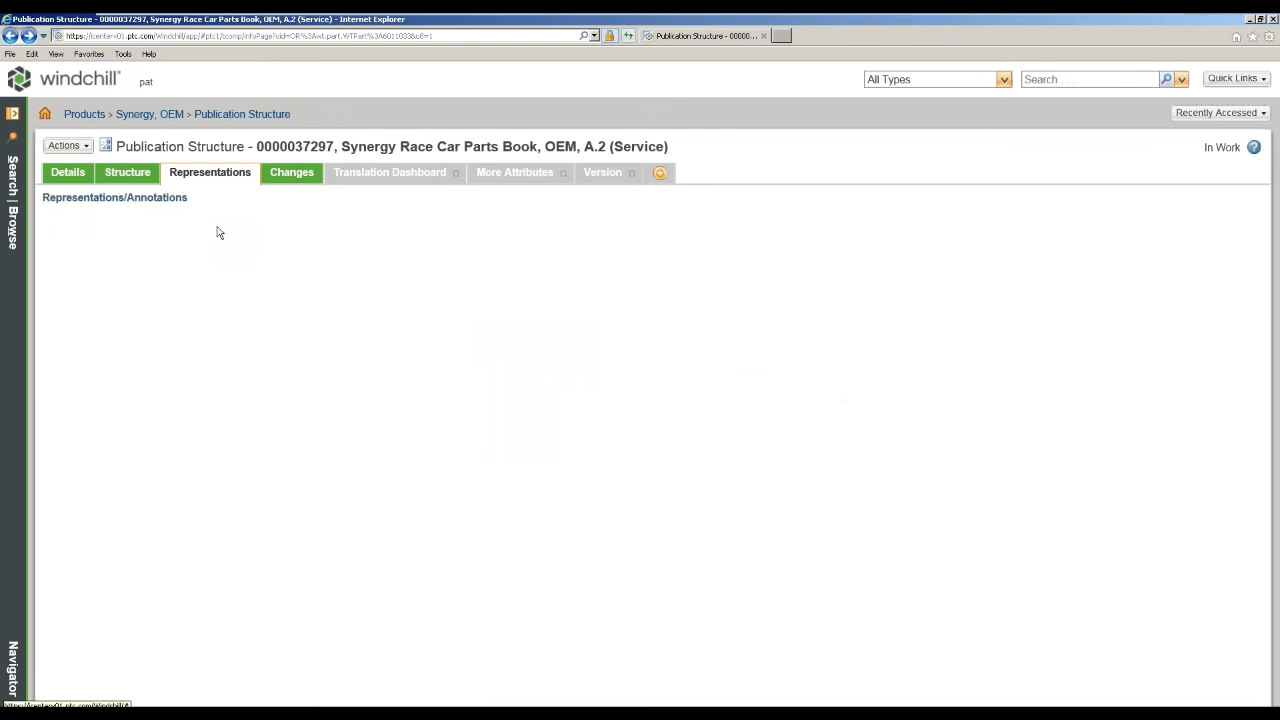 Publication Structure - 0000037297, Synergy Race Car Parts Book, OEM, A.2 (Service) - Internet Explorer
Publication Structure - 00000...
File Edit View Favorites Tools Help
windchill pat All Types Search . . . Quick Links
Products > Synergy, OEM > Publication Structure Recently Accessed
Actions Publication Structure - 0000037297, Synergy Race Car Parts Book, OEM, A.2 (Service) In Work
Details Structure Representations Changes Translation Dashboard More Attributes Version
Representations/Annotations
Search | Browse
Navigator